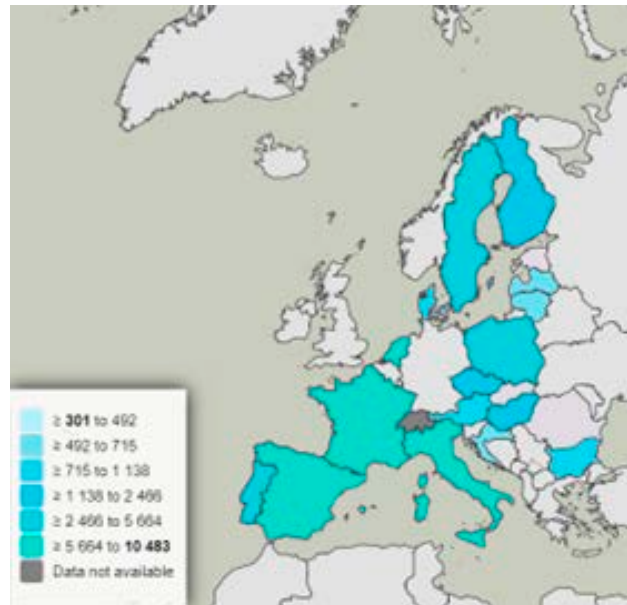 ≥ 301 to 492
≥ 492 to 715
≥ 715 to 1 138
≥ 1 138 to 2 466
≥ 2 466 to 5 664
≥ 5 664 to 10 483
Data not available